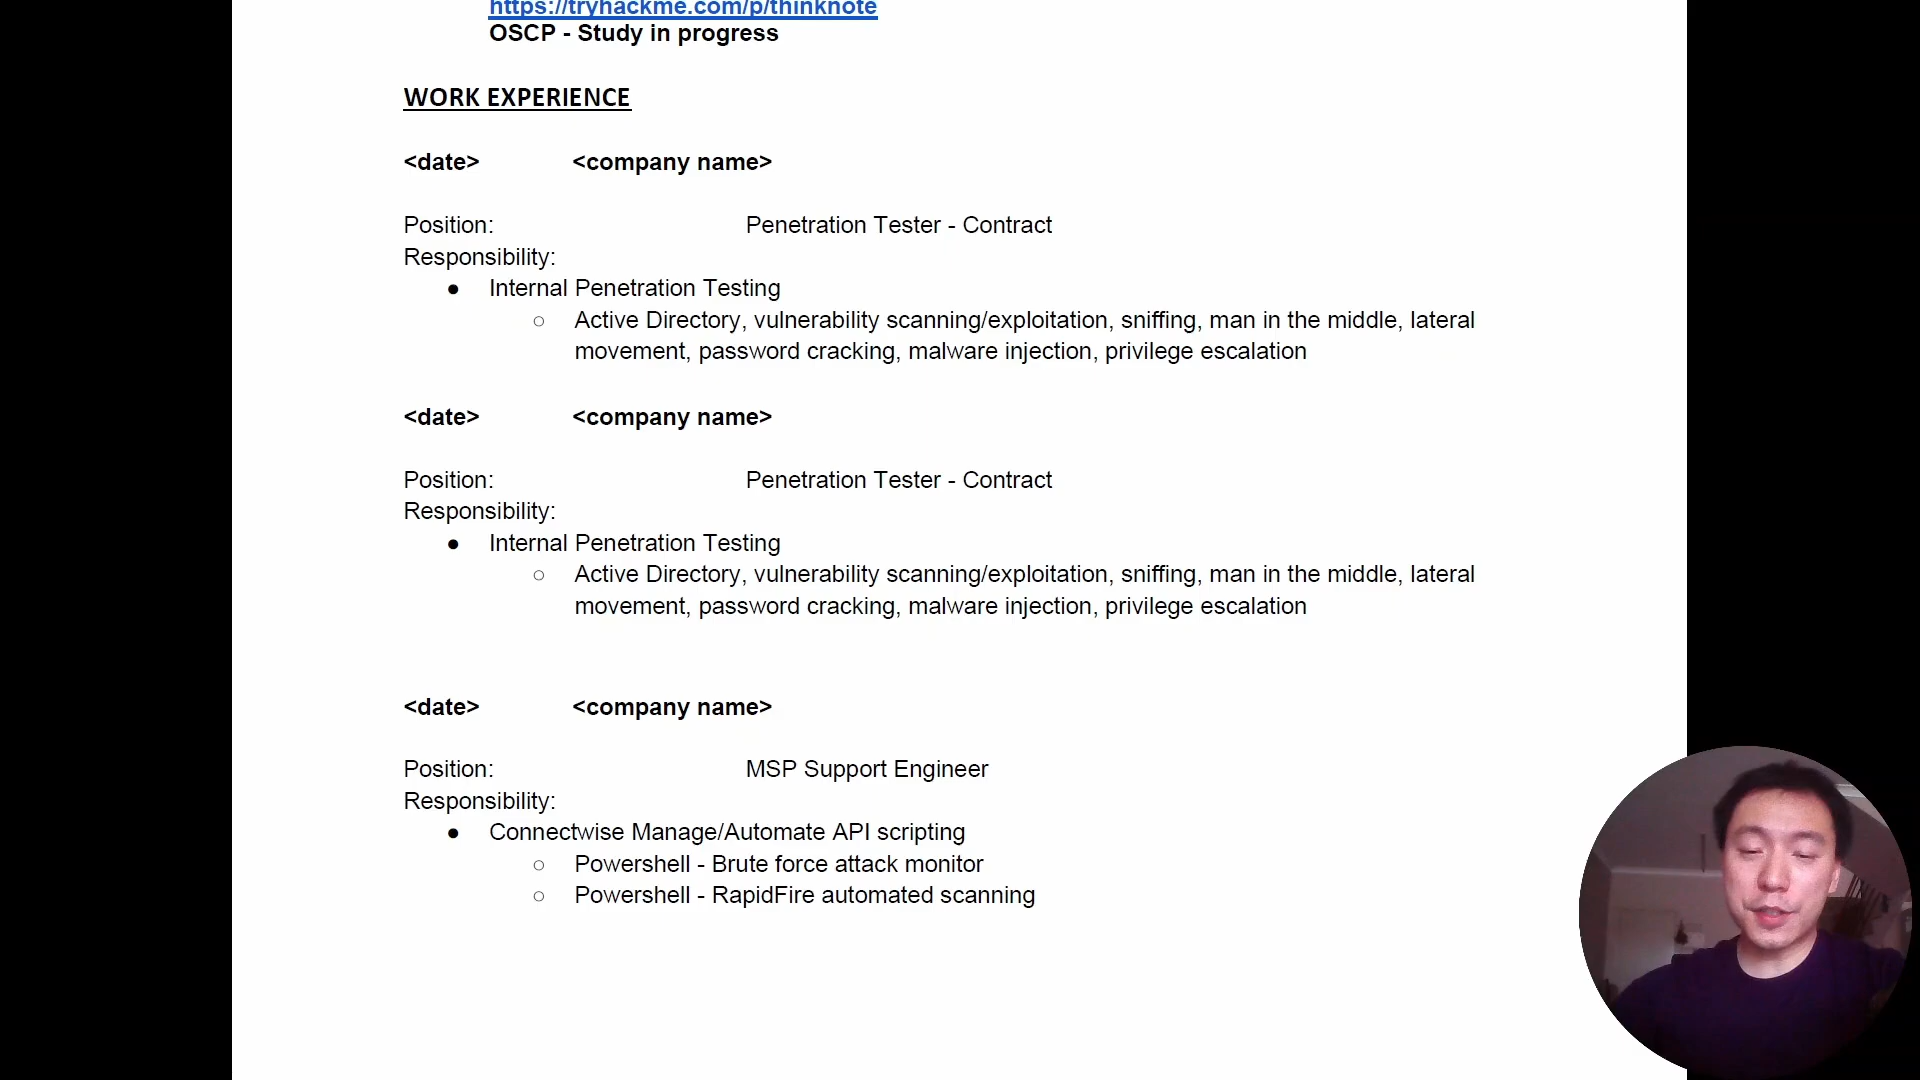 https://tryhackme.com/p/thinknote
OSCP - Study in progress
WORK EXPERIENCE
<date> <company name>
Position: Penetration Tester - Contract
Responsibility:
● Internal Penetration Testing
○ Active Directory, vulnerability scanning/exploitation, sniffing, man in the middle, lateral
movement, password cracking, malware injection, privilege escalation
<date> <company name>
Position: Penetration Tester - Contract
Responsibility:
● Internal Penetration Testing
○ Active Directory, vulnerability scanning/exploitation, sniffing, man in the middle, lateral
movement, password cracking, malware injection, privilege escalation
<date> <company name>
Position: MSP Support Engineer
Responsibility:
● Connectwise Manage/Automate API scripting
○ Powershell - Brute force attack monitor
○ Powershell - RapidFire automated scanning